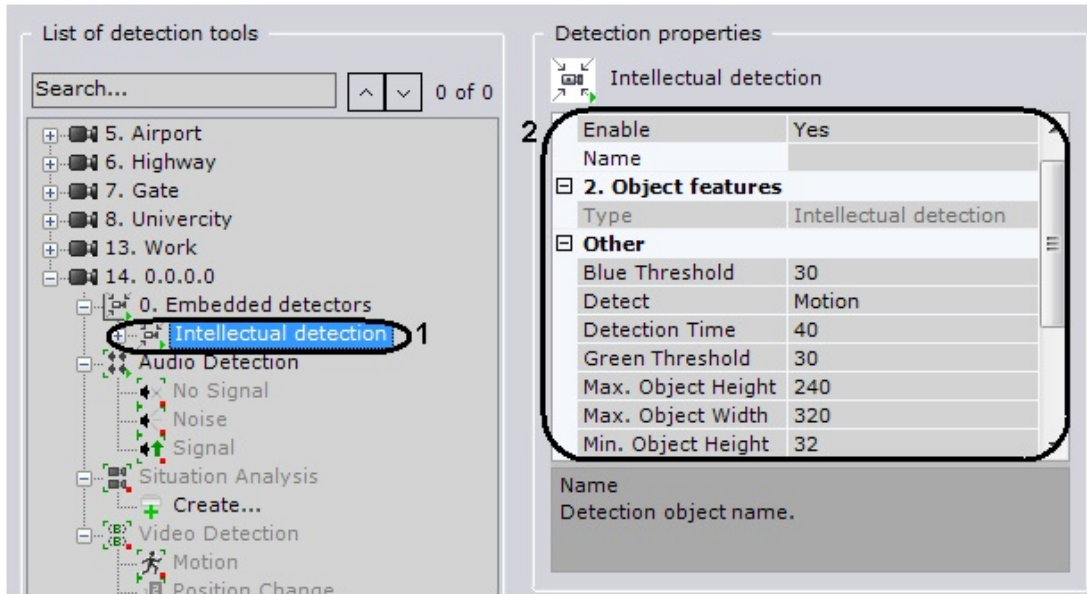 List of detection tools
Search...
0 of 0
5. Airport
6. Highway
7. Gate
8. Univercity
13. Work
14. 0.0.0.0
0. Embedded detectors
Intellectual detection
1
Audio Detection
No Signal
Noise
Signal
Situation Analysis
Create...
Video Detection
Motion
Position Change
Detection properties
Intellectual detection
2
Enable Yes
Name
2. Object features
Type Intellectual detection
Other
Blue Threshold 30
Detect Motion
Detection Time 40
Green Threshold 30
Max. Object Height 240
Max. Object Width 320
Min. Object Height 32
Name
Detection object name.